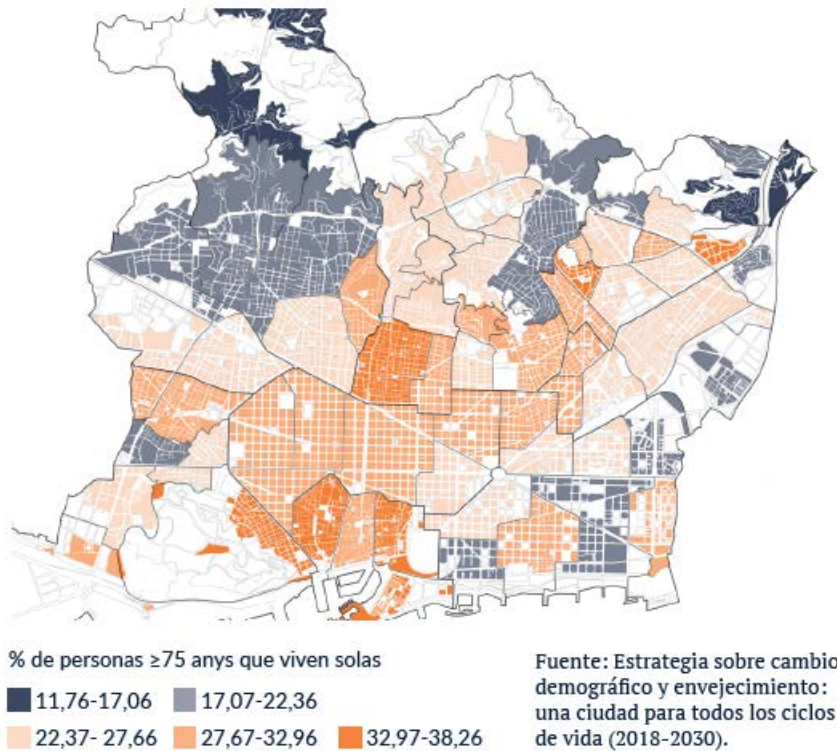 % de personas ≥75 anys que viven solas
11,76-17,06
17,07-22,36
22,37- 27,66
27,67-32,96
32,97-38,26
Fuente: Estrategia sobre cambio
demográfico y envejecimiento:
una ciudad para todos los ciclos
de vida (2018-2030).